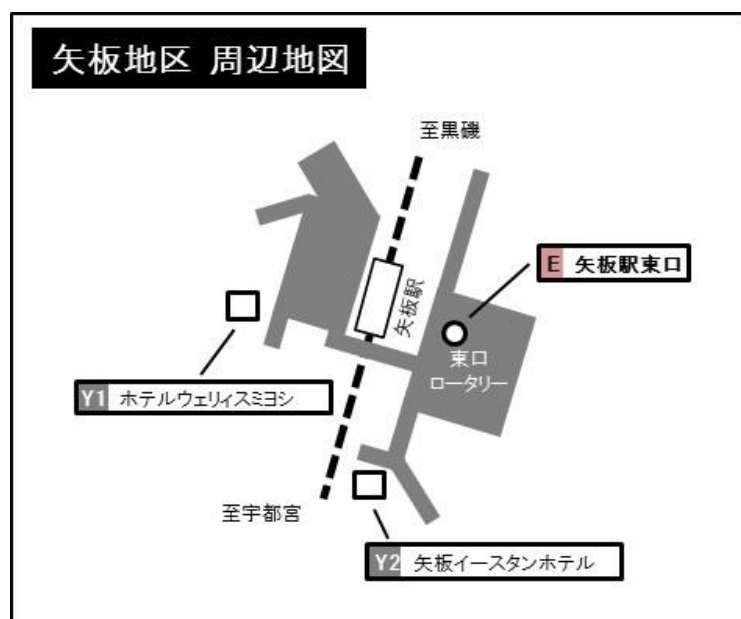 矢板地区 周辺地図
至黒磯
E 矢板駅東口
矢板駅
東口
ロータリー
Y1 ホテルウェリィスミヨシ
至宇都宮
Y2 矢板イースタンホテル